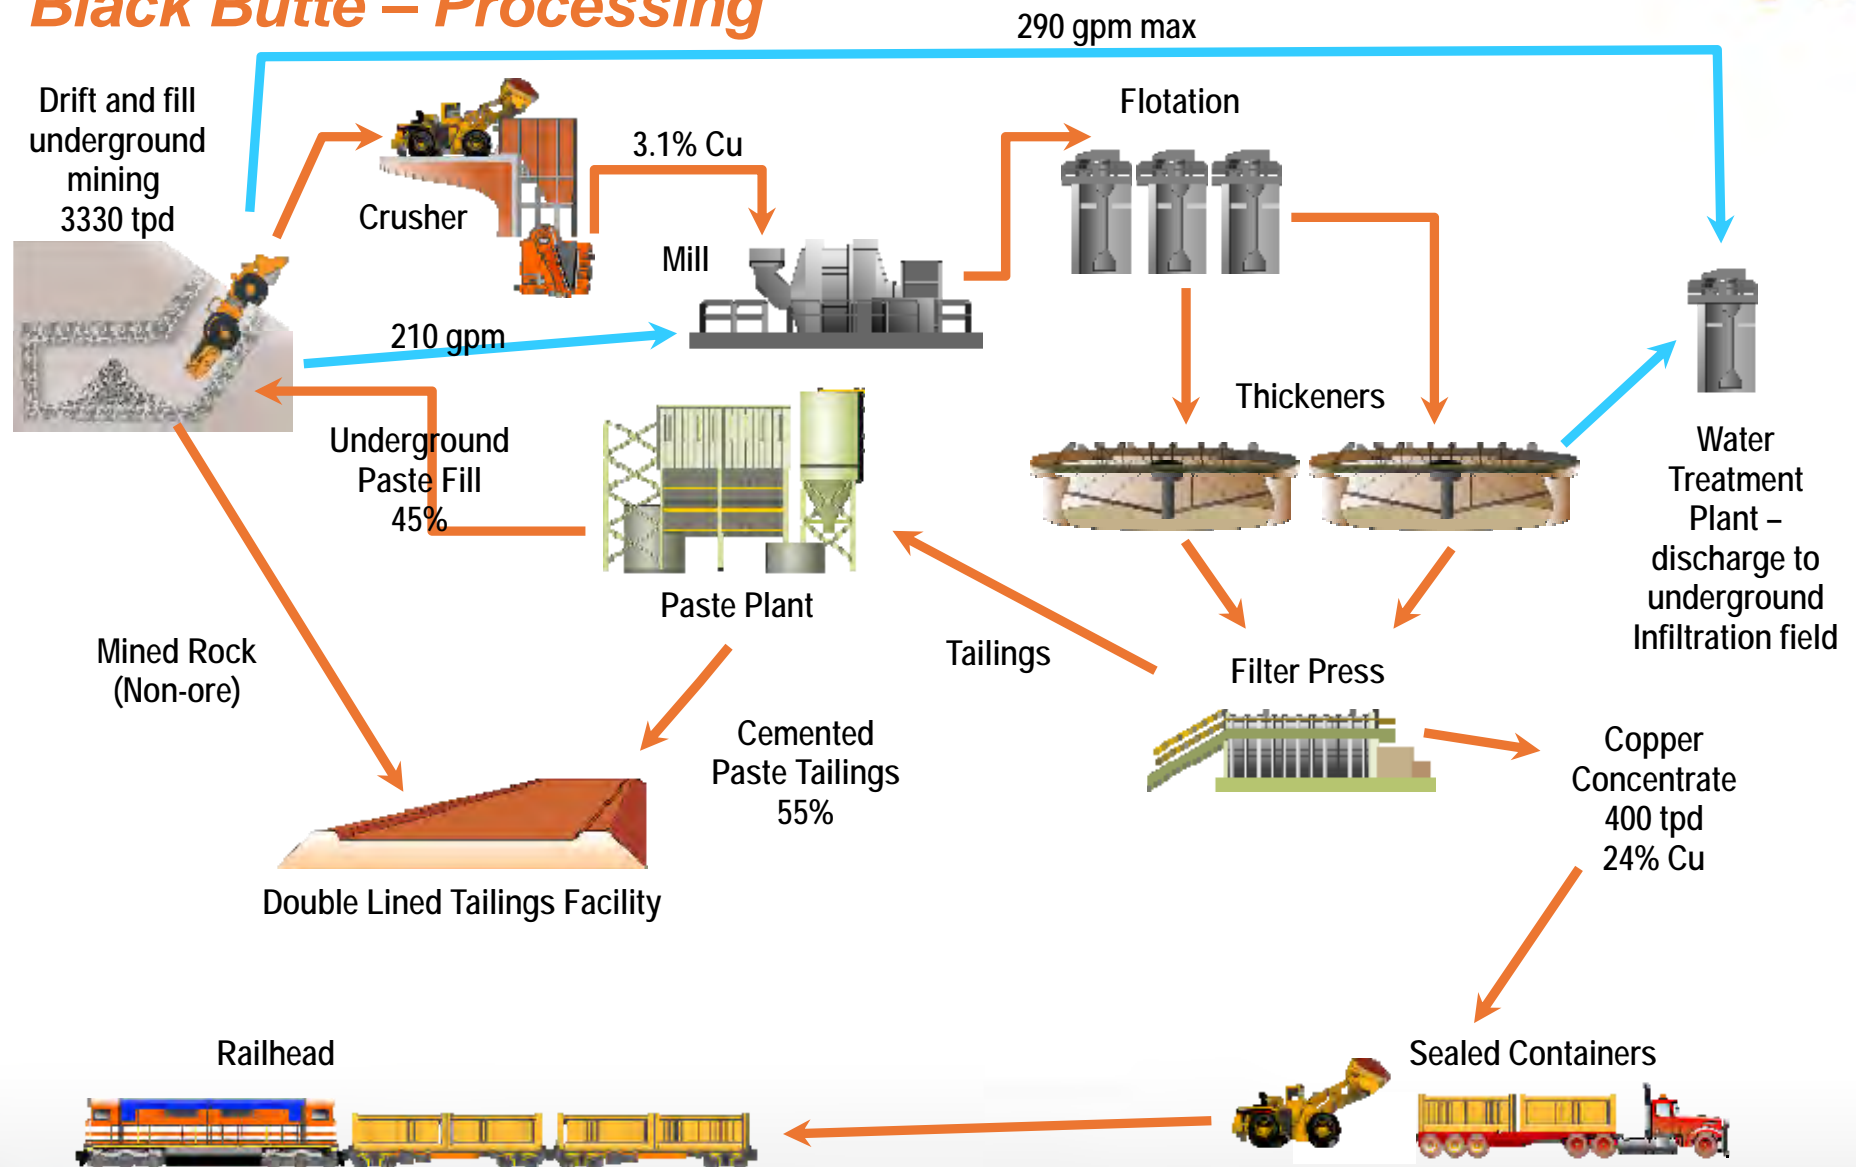 Black Butte – Processing
290 gpm max
Drift and fill
underground
mining
3330 tpd
Crusher
3.1% Cu
Flotation
Mill
210 gpm
Thickeners
Underground
Paste Fill
45%
Water
Treatment
Plant –
discharge to
underground
Infiltration field
Paste Plant
Mined Rock
(Non-ore)
Tailings
Filter Press
Cemented
Paste Tailings
55%
Copper
Concentrate
400 tpd
24% Cu
Double Lined Tailings Facility
Railhead
Sealed Containers